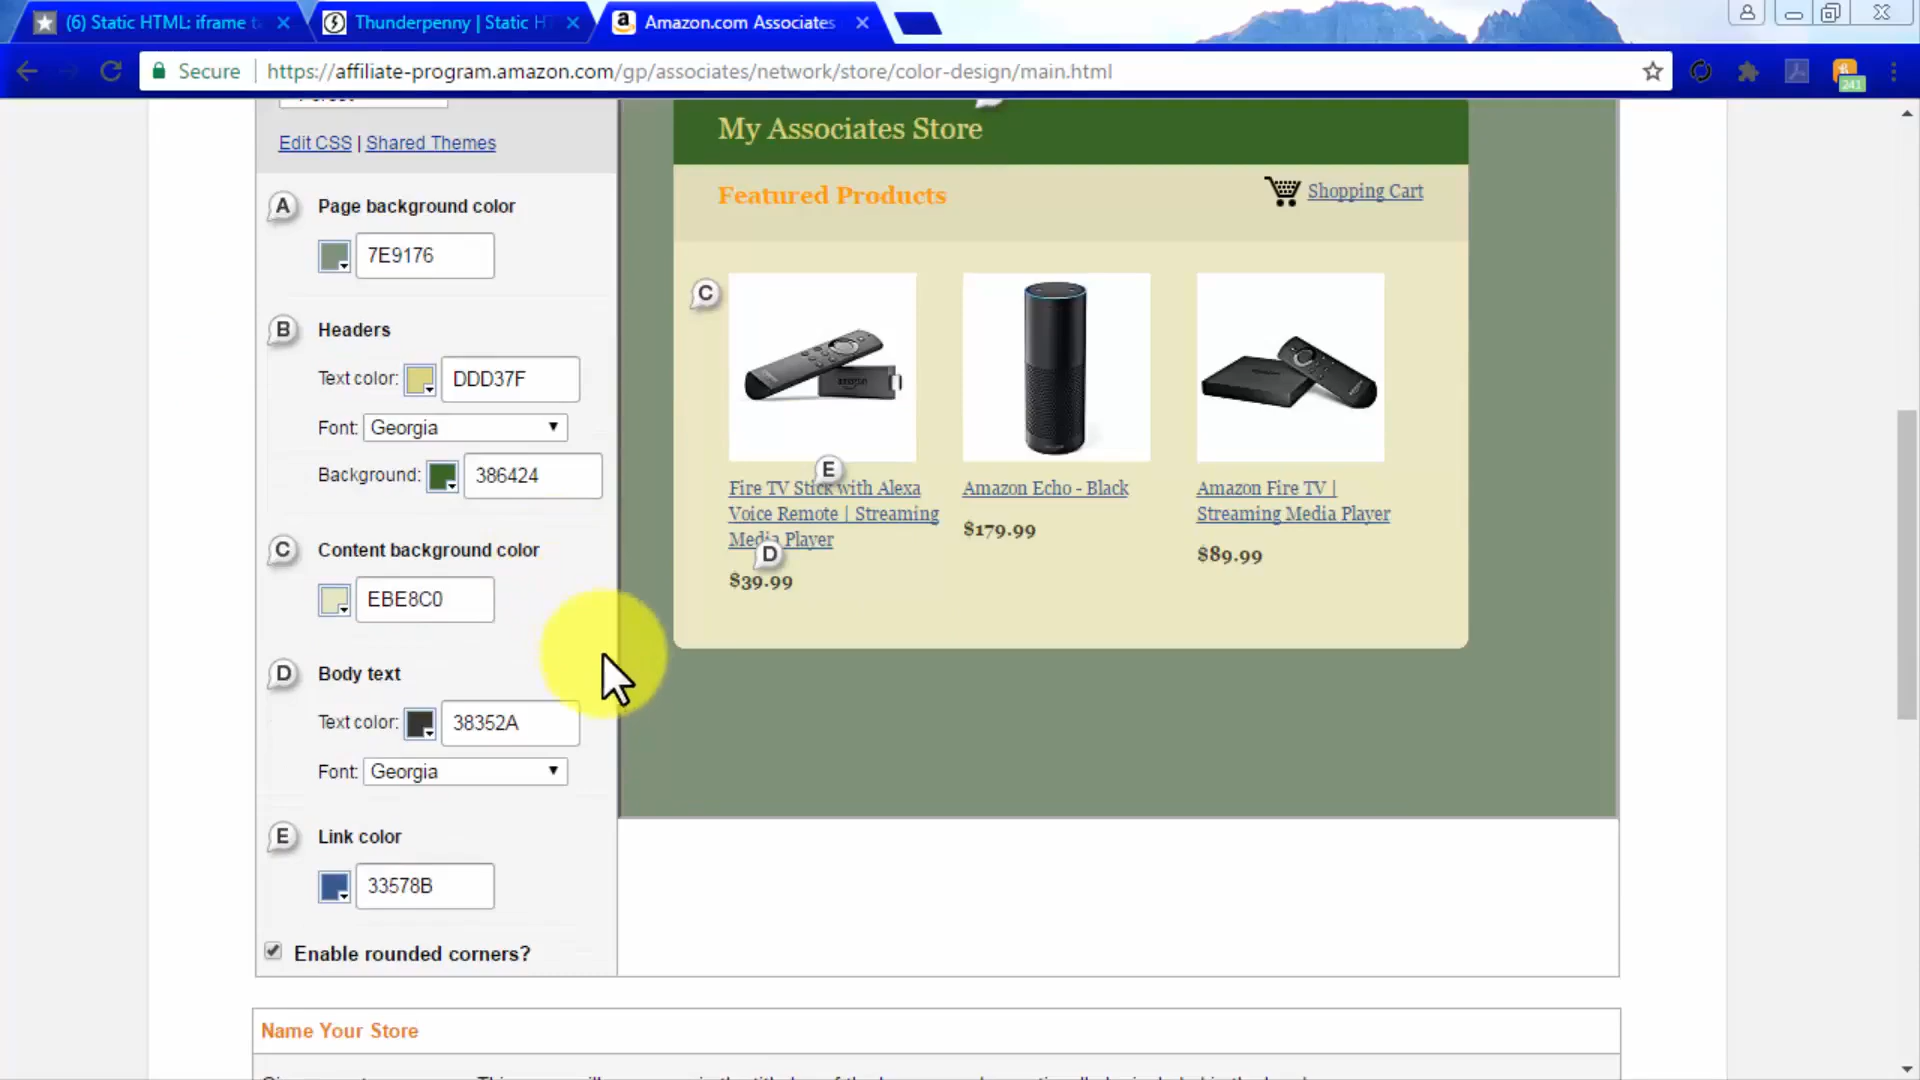 (6) Static HTML: iframe t
Thunderpenny | Static H
Amazon.com Associates
Secure
https://affiliate-program.amazon.com/gp/associates/network/store/color-design/main.html
241
Edit CSS | Shared Themes
A
Page background color
7E9176
B
Headers
Text color:
DDD37F
Font:
Georgia
Background:
386424
C
Content background color
EBE8C0
D
Body text
Text color:
38352A
Font:
Georgia
E
Link color
33578B
Enable rounded corners?
My Associates Store
Featured Products
Shopping Cart
C
E
Fire TV Stick with Alexa
Voice Remote | Streaming
Media Player
D
$39.99
Amazon Echo - Black
$179.99
Amazon Fire TV |
Streaming Media Player
$89.99
Name Your Store